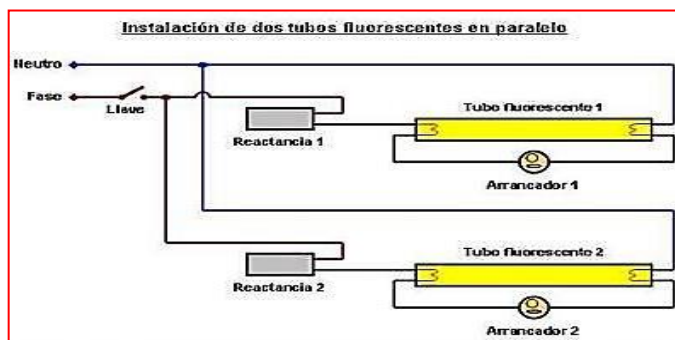 Instalación de dos tubos fluorescentes en paralelo
Neutro
Fase
Llave
Reactancia 1
Tubo fluorescente 1
Arrancador 1
Reactancia 2
Tubo fluorescente 2
Arrancador 2